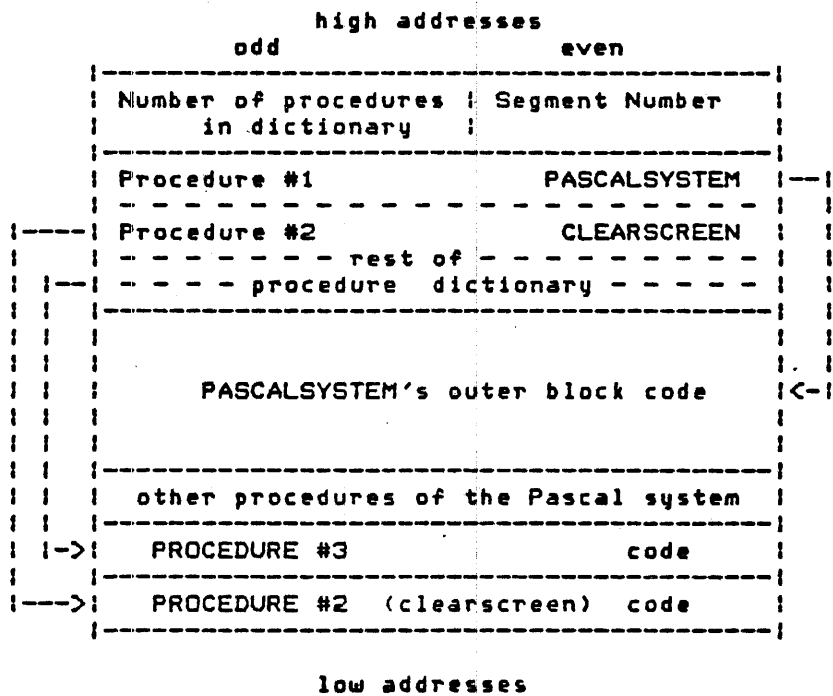 high addresses
odd even
Number of procedures Segment Number
in dictionary
Procedure #1 PASCALSYSTEM
Procedure #2 CLEARSCREEN
rest of
procedure dictionary
PASCALSYSTEM's outer block code
other procedures of the Pascal system
PROCEDURE #3 code
PROCEDURE #2 (clearscreen) code
low addresses